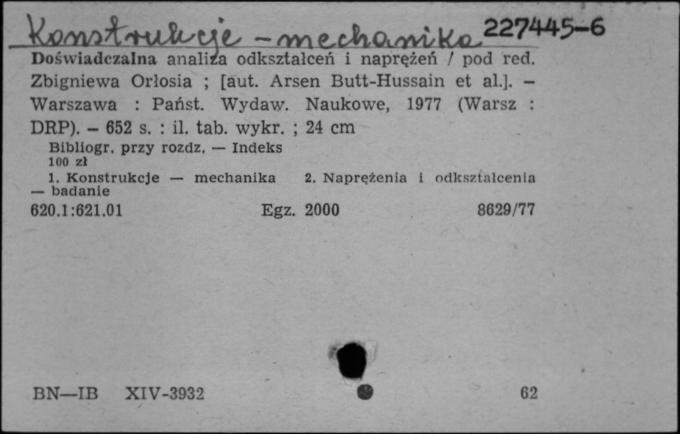 Konstrukcje - mechanika 227445-6
Doświadczalna analiza odkształceń i naprężeń / pod red.
Zbigniewa Orłosia ; [aut. Arsen Butt-Hussain et al.]. —
Warszawa : Państ. Wydaw. Naukowe, 1977 (Warsz :
DRP). — 652 s. : il. tab. wykr. ; 24 cm
Bibliogr. przy rozdz. — Indeks
100 zł
1. Konstrukcje — mechanika 2. Naprężenia i odkształcenia
— badanie
620.1:621.01 Egz. 2000 8629/77
BN—IB XIV-3932 62